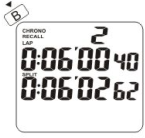 B
CHRONO
RECALL
2
LAP
0:06'00 40
SPLIT
0:06'02 62